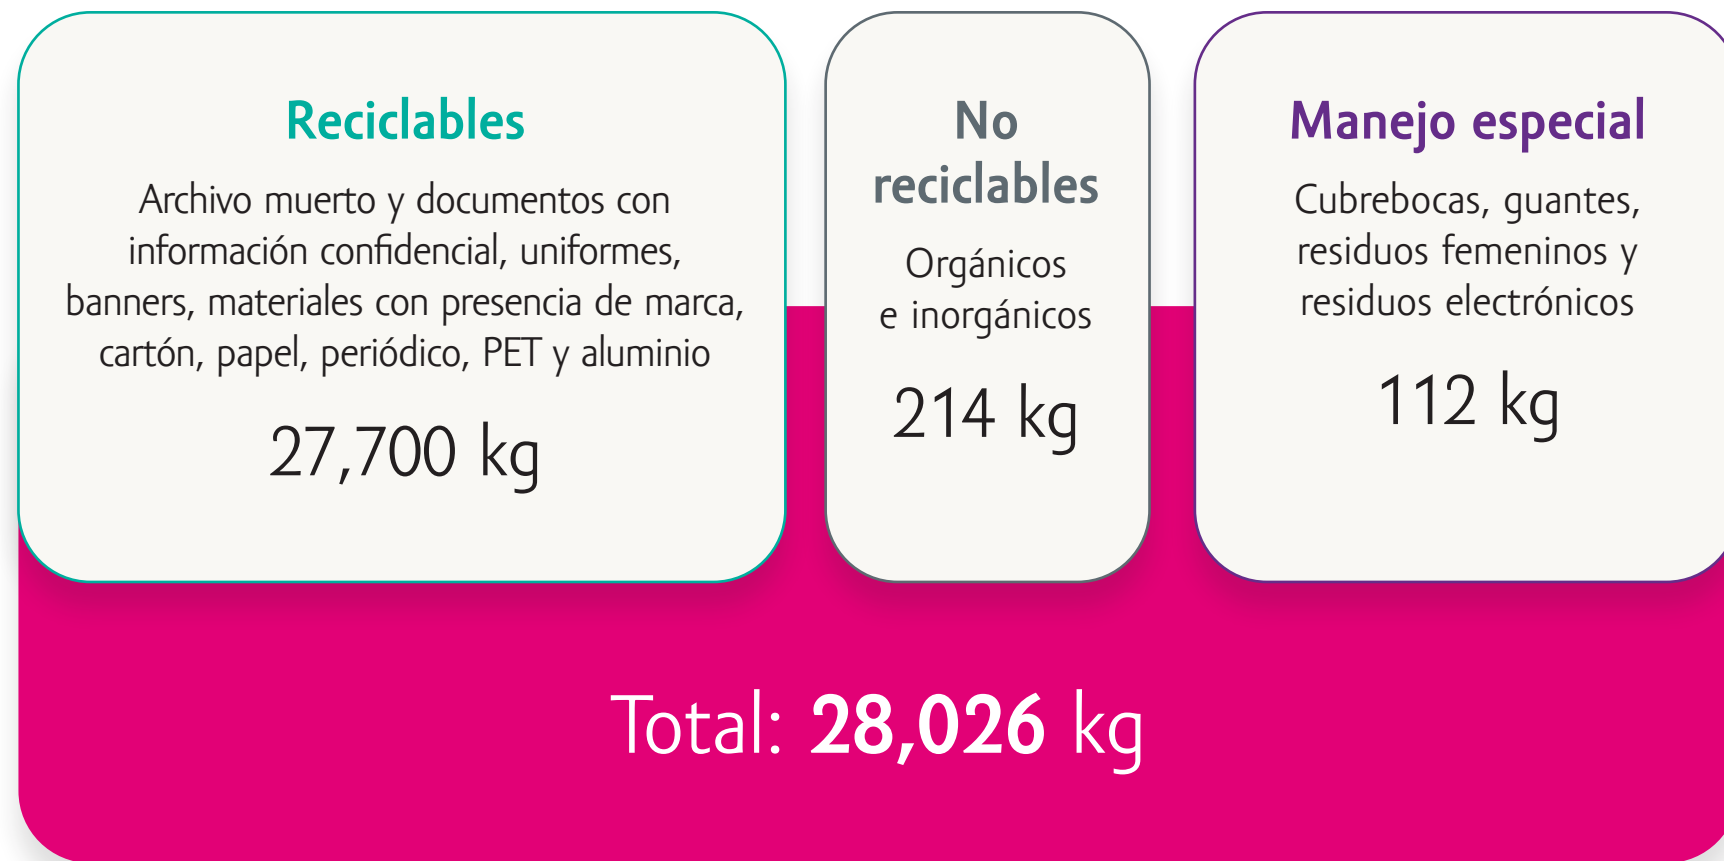 Reciclables
Archivo muerto y documentos con
información confidencial, uniformes,
banners, materiales con presencia de marca,
cartón, papel, periódico, PET y aluminio
27,700 kg
No
reciclables
Orgánicos
e inorgánicos
214 kg
Manejo especial
Cubrebocas, guantes,
residuos femeninos y
residuos electrónicos
112 kg
Total: 28,026 kg